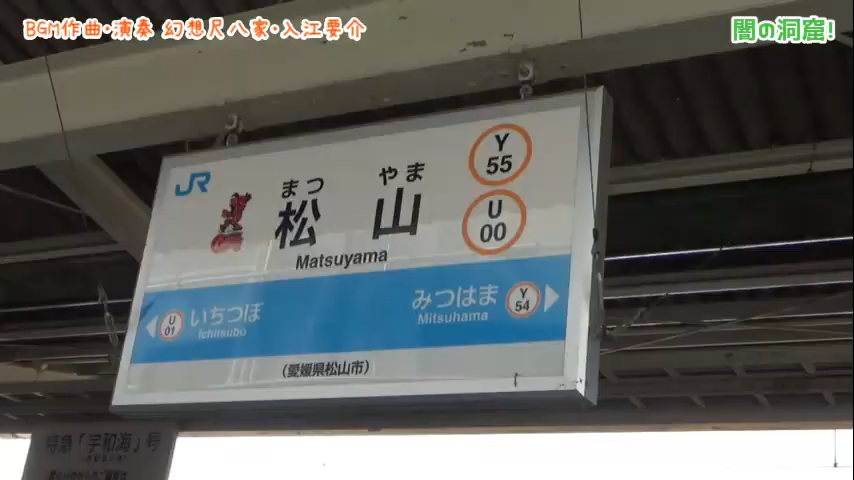 BGM作曲・演奏 幻想尺八家・入江要介
闇の洞窟!
JR
まつ やま
松 山
Matsuyama
Y
55
U
00
U
01
いちつぼ
Ichitsubo
みつはま
Mitsuhama
Y
54
(愛媛県松山市)
特急「宇和海」号